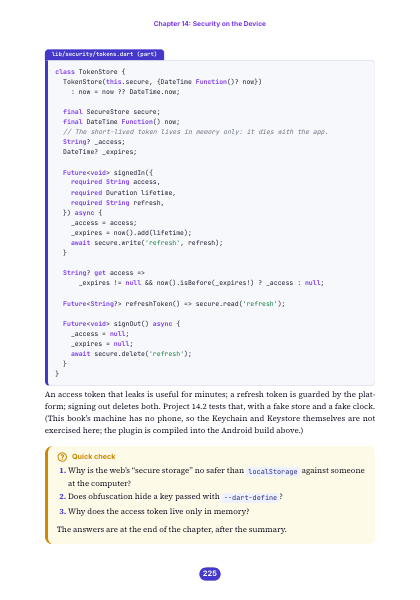 Chapter 14: Security on the Device
lib/security/tokens.dart (part)
class TokenStore {
  TokenStore(this.secure, {DateTime Function()? now})
    : now = now ?? DateTime.now;

  final SecureStore secure;
  final DateTime Function() now;
  // The short-lived token lives in memory only: it dies with the app.
  String? _access;
  DateTime? _expires;

  Future<void> signedIn({
    required String access,
    required Duration lifetime,
    required String refresh,
  }) async {
    _access = access;
    _expires = now().add(lifetime);
    await secure.write('refresh', refresh);
  }

  String? get access =>
      _expires != null && now().isBefore(_expires!) ? _access : null;

  Future<String?> refreshToken() => secure.read('refresh');

  Future<void> signOut() async {
    _access = null;
    _expires = null;
    await secure.delete('refresh');
  }
}
An access token that leaks is useful for minutes; a refresh token is guarded by the plat-
form; signing out deletes both. Project 14.2 tests that, with a fake store and a fake clock.
(This book's machine has no phone, so the Keychain and Keystore themselves are not
exercised here; the plugin is compiled into the Android build above.)
? Quick check
1. Why is the web's “secure storage” no safer than localStorage against someone
at the computer?
2. Does obfuscation hide a key passed with --dart-define?
3. Why does the access token live only in memory?
The answers are at the end of the chapter, after the summary.
225